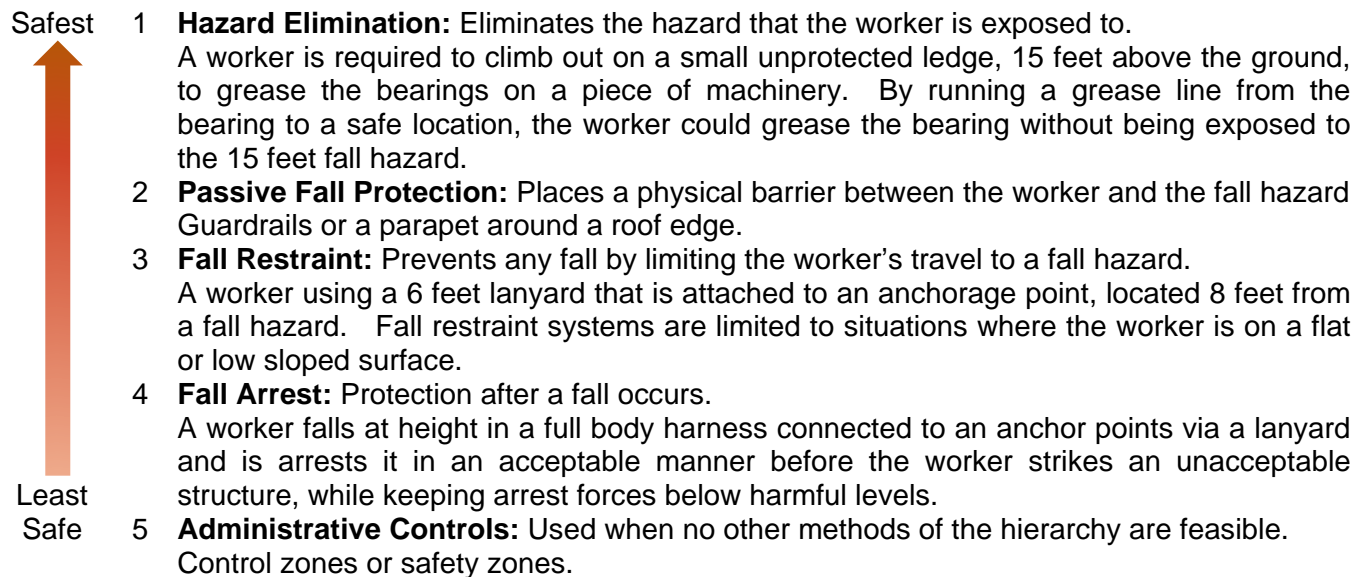 Safest 1 Hazard Elimination: Eliminates the hazard that the worker is exposed to.
A worker is required to climb out on a small unprotected ledge, 15 feet above the ground,
to grease the bearings on a piece of machinery. By running a grease line from the
bearing to a safe location, the worker could grease the bearing without being exposed to
the 15 feet fall hazard.
2 Passive Fall Protection: Places a physical barrier between the worker and the fall hazard
Guardrails or a parapet around a roof edge.
3 Fall Restraint: Prevents any fall by limiting the worker's travel to a fall hazard.
A worker using a 6 feet lanyard that is attached to an anchorage point, located 8 feet from
a fall hazard. Fall restraint systems are limited to situations where the worker is on a flat
or low sloped surface.
4 Fall Arrest: Protection after a fall occurs.
A worker falls at height in a full body harness connected to an anchor points via a lanyard
and is arrests it in an acceptable manner before the worker strikes an unacceptable
Least structure, while keeping arrest forces below harmful levels.
Safe 5 Administrative Controls: Used when no other methods of the hierarchy are feasible.
Control zones or safety zones.